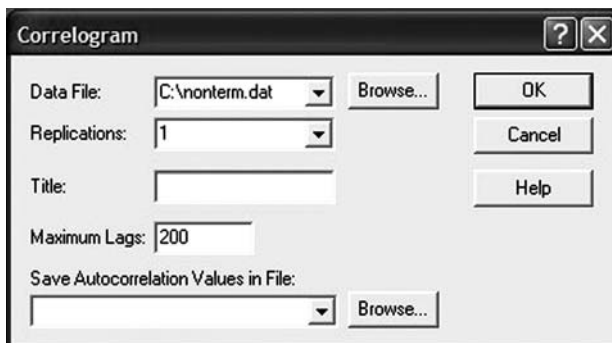 Correlogram
Data File: C:\nonterm.dat Browse... OK
Replications: 1 Cancel
Title: Help
Maximum Lags: 200
Save Autocorrelation Values in File:
Browse...